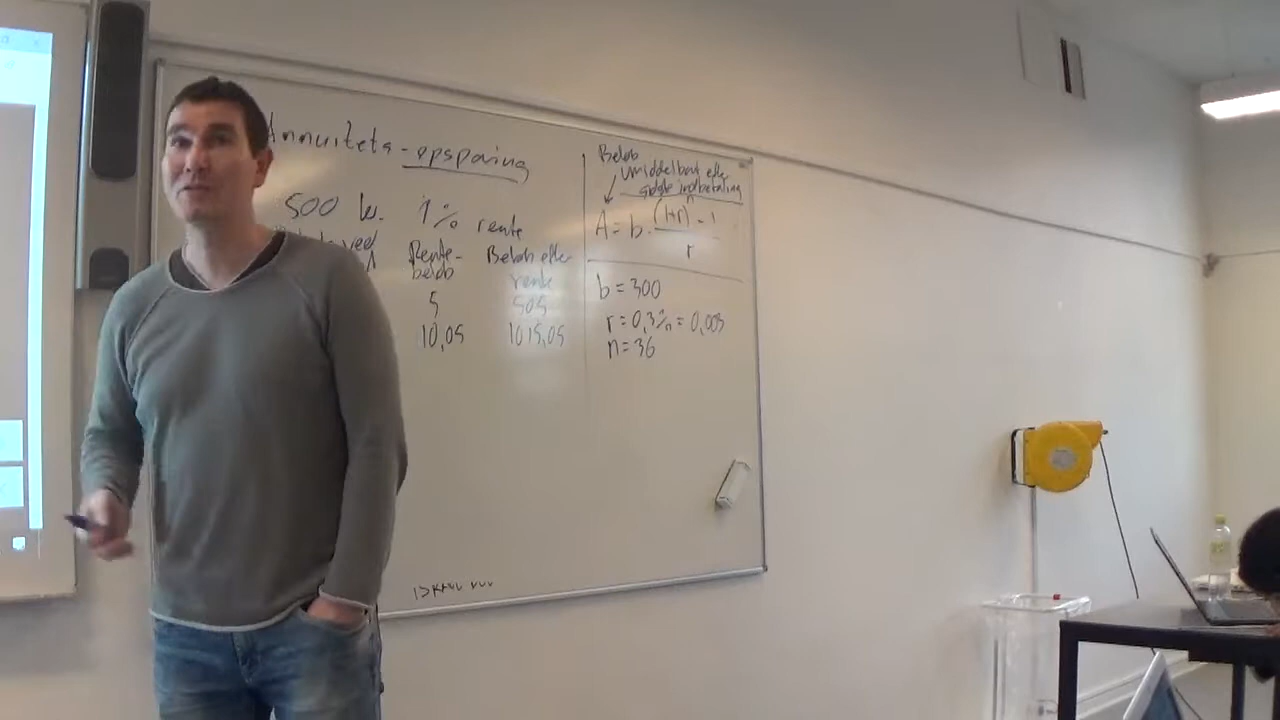 Annuitets-opsparing
500 kr. 1% rente
Rente-
beløb
Beløb efter
rente
5 505
10,05 1015,05
Beløb
umiddelbart efter
sidste indbetaling
A = b · ((1+r)^n - 1) / r
b = 300
r = 0,3% = 0,003
n = 36